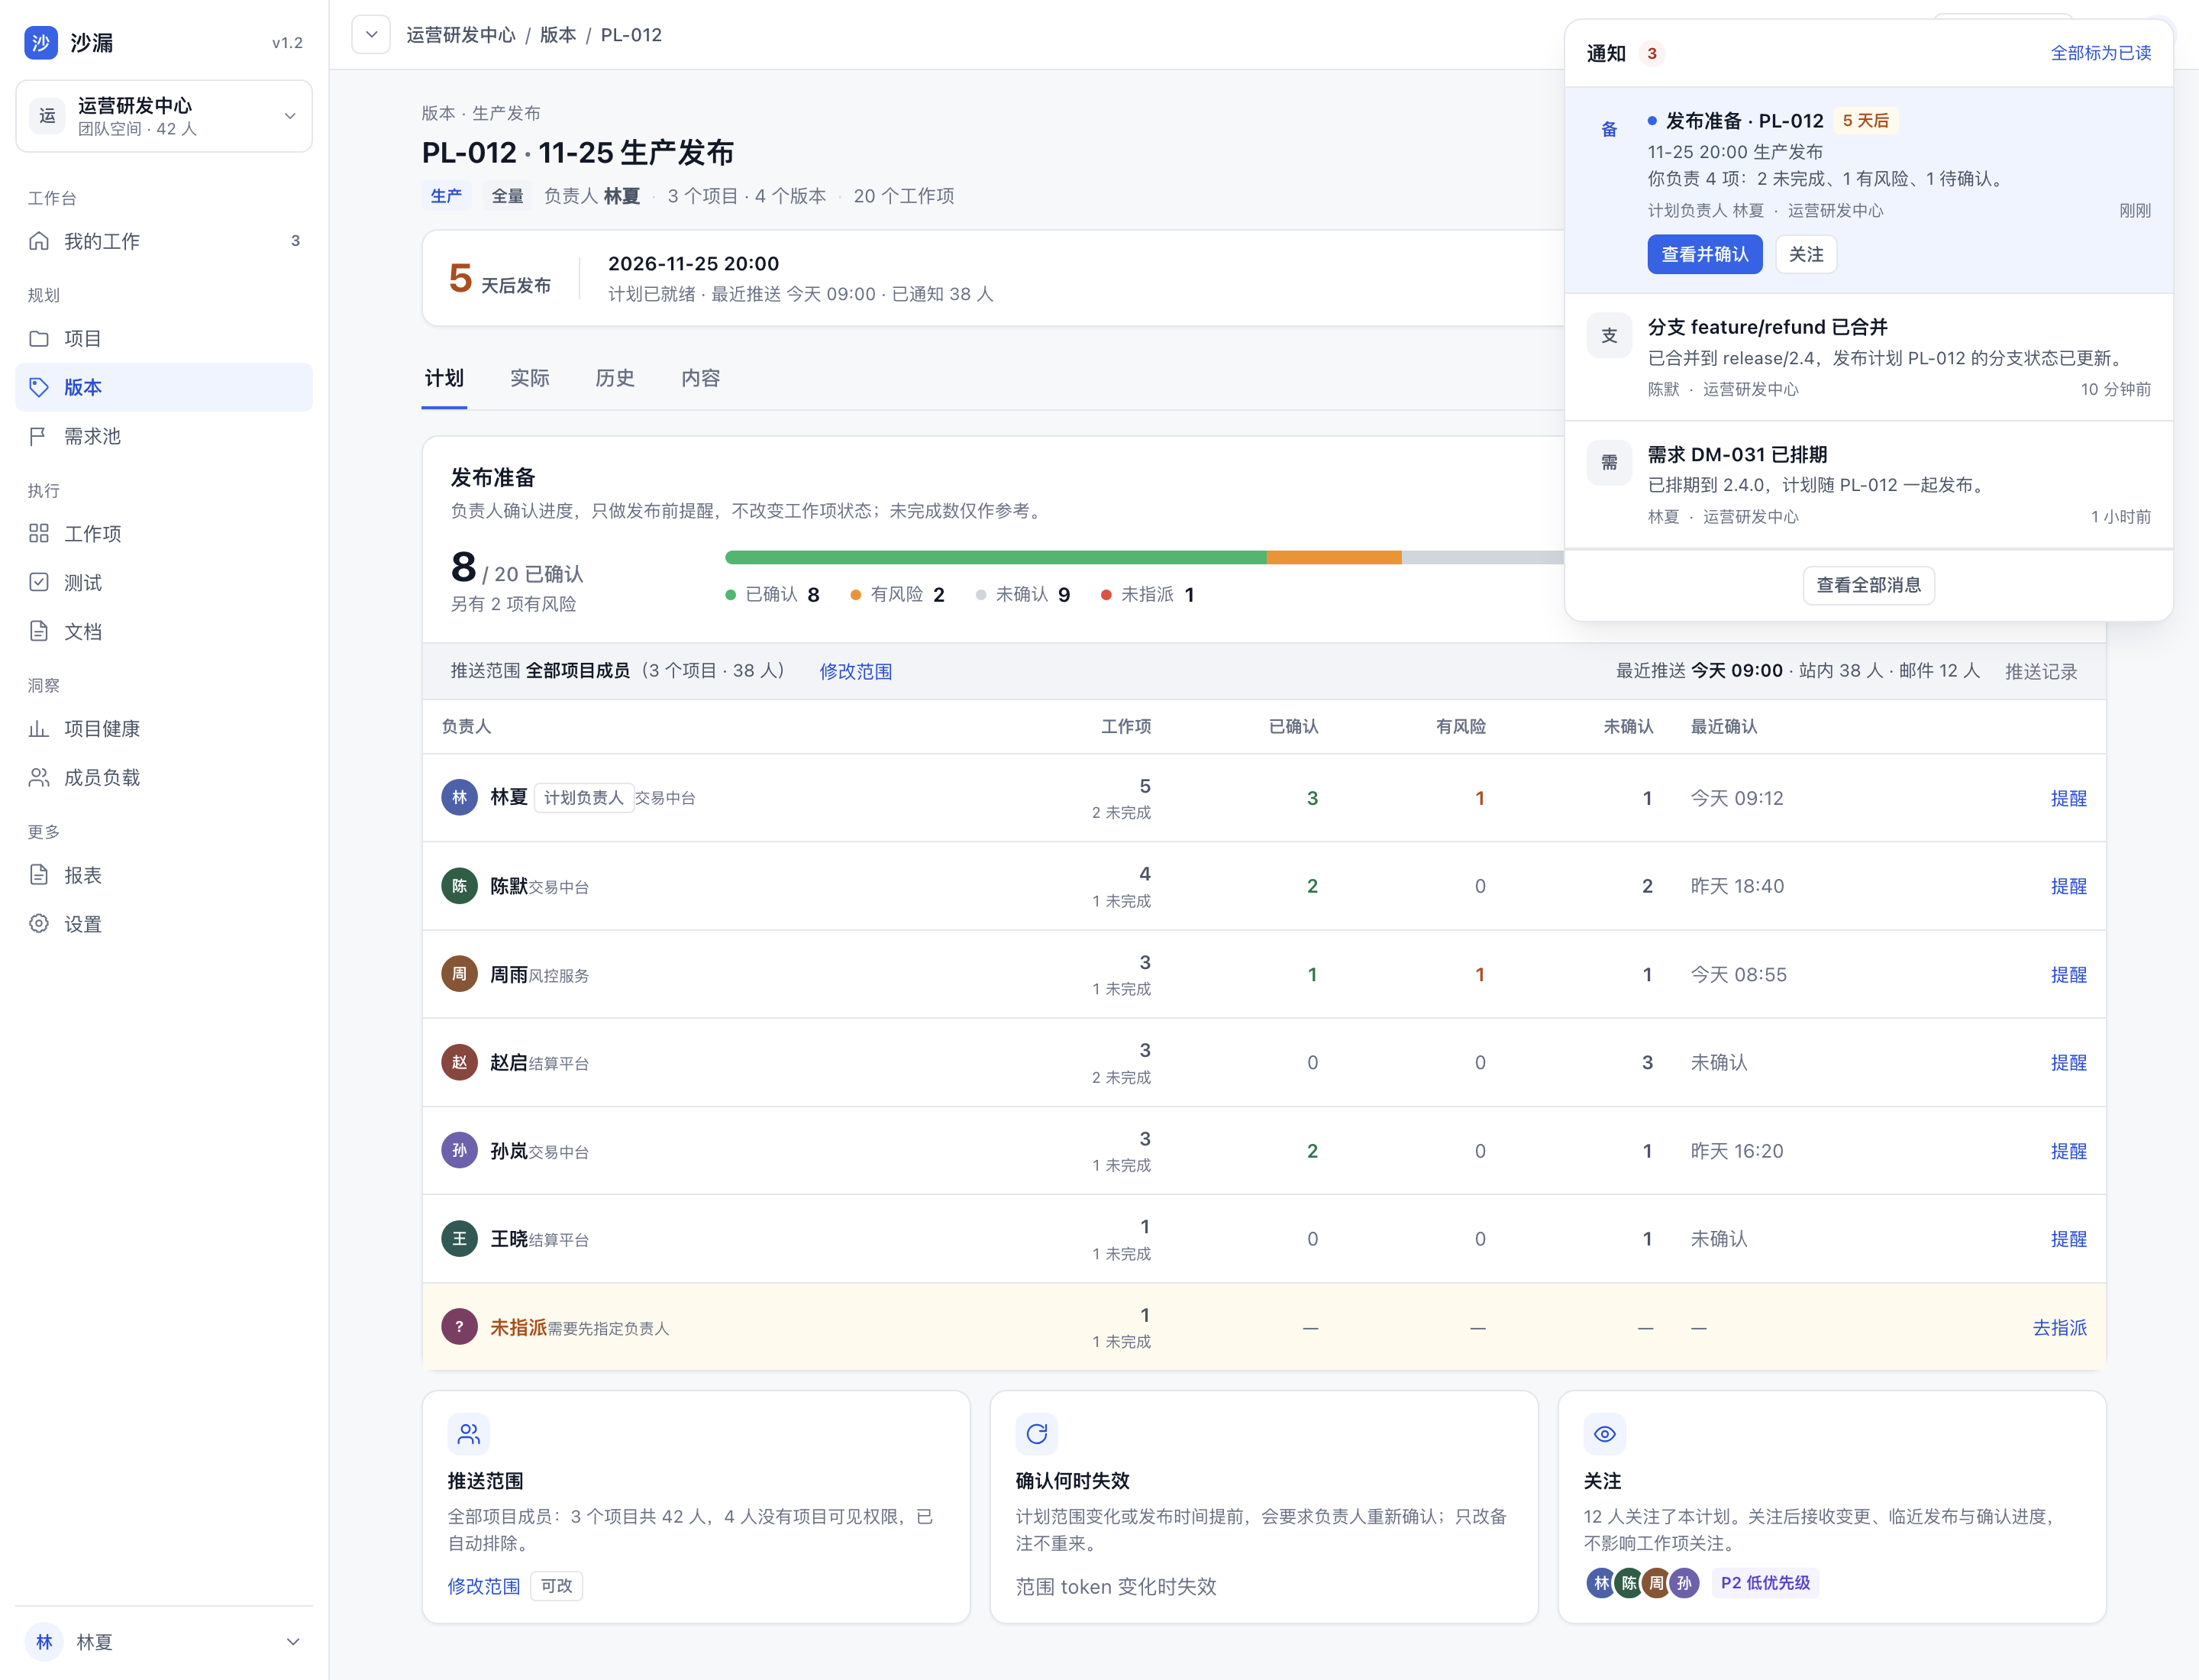 沙 沙漏 v1.2
运 运营研发中心
团队空间 · 42 人
工作台
我的工作 3
规划
项目
版本
需求池
执行
工作项
测试
文档
洞察
项目健康
成员负载
更多
报表
设置
林 林夏
运营研发中心 / 版本 / PL-012
版本 · 生产发布
PL-012 · 11-25 生产发布
生产 全量 负责人 林夏 · 3 个项目 · 4 个版本 · 20 个工作项
5 天后发布
2026-11-25 20:00
计划已就绪 · 最近推送 今天 09:00 · 已通知 38 人
计划 实际 历史 内容
发布准备
负责人确认进度，只做发布前提醒，不改变工作项状态；未完成数仅作参考。
8 / 20 已确认
另有 2 项有风险
已确认 8 有风险 2 未确认 9 未指派 1
通知 3 全部标为已读
备 发布准备 · PL-012 5 天后
11-25 20:00 生产发布
你负责 4 项：2 未完成、1 有风险、1 待确认。
计划负责人 林夏 · 运营研发中心 刚刚
查看并确认 关注
支 分支 feature/refund 已合并
已合并到 release/2.4，发布计划 PL-012 的分支状态已更新。
陈默 · 运营研发中心 10 分钟前
需 需求 DM-031 已排期
已排期到 2.4.0，计划随 PL-012 一起发布。
林夏 · 运营研发中心 1 小时前
查看全部消息
推送范围 全部项目成员（3 个项目 · 38 人） 修改范围 最近推送 今天 09:00 · 站内 38 人 · 邮件 12 人 推送记录
负责人 工作项 已确认 有风险 未确认 最近确认
林 林夏 计划负责人 交易中台 5 3 1 1 今天 09:12 提醒
2 未完成
陈 陈默交易中台 4 2 0 2 昨天 18:40 提醒
1 未完成
周 周雨风控服务 3 1 1 1 今天 08:55 提醒
1 未完成
赵 赵启结算平台 3 0 0 3 未确认 提醒
2 未完成
孙 孙岚交易中台 3 2 0 1 昨天 16:20 提醒
1 未完成
王 王晓结算平台 1 0 0 1 未确认 提醒
1 未完成
? 未指派需要先指定负责人 1 — — — — 去指派
1 未完成
推送范围
全部项目成员：3 个项目共 42 人，4 人没有项目可见权限，已
自动排除。
修改范围 可改
确认何时失效
计划范围变化或发布时间提前，会要求负责人重新确认；只改备
注不重来。
范围 token 变化时失效
关注
12 人关注了本计划。关注后接收变更、临近发布与确认进度，
不影响工作项关注。
林 陈 周 孙 P2 低优先级